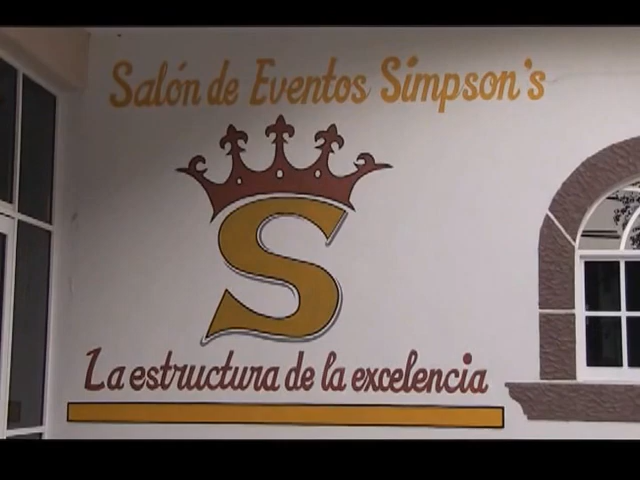 Salón de Eventos Simpson's
S
La estructura de la excelencia